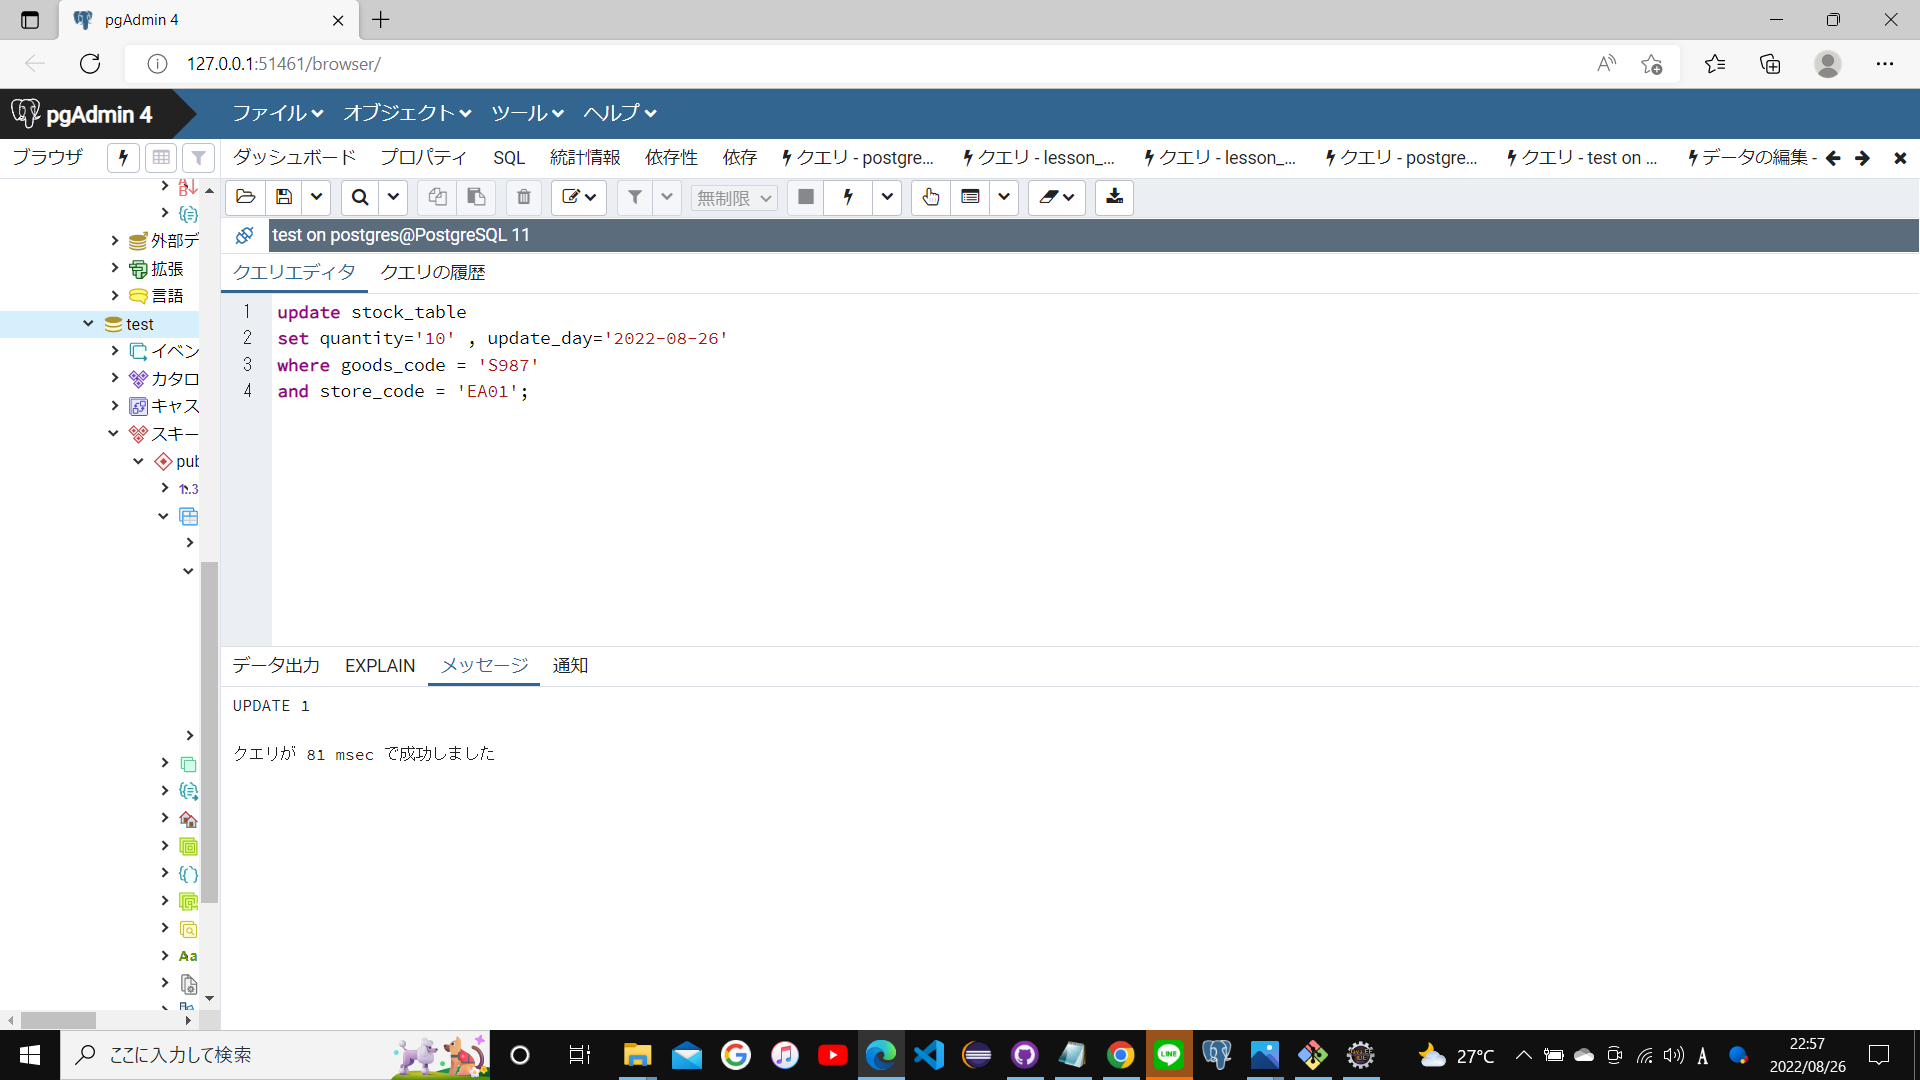 pgAdmin 4
127.0.0.1:51461/browser/
pgAdmin 4
ファイル オブジェクト ツール ヘルプ
ブラウザ
ダッシュボード プロパティ SQL 統計情報 依存性 依存 クエリ - postgre... クエリ - lesson_... クエリ - lesson_... クエリ - postgre... クエリ - test on ... データの編集 -
無制限
test on postgres@PostgreSQL 11
クエリエディタ クエリの履歴
外部デ
拡張
言語
test
イベン
カタロ
キャス
スキー
pub
1..3
Aa
1 update stock_table
2 set quantity='10' , update_day='2022-08-26'
3 where goods_code = 'S987'
4 and store_code = 'EA01';
データ出力 EXPLAIN メッセージ 通知
UPDATE 1
クエリが 81 msec で成功しました
ここに入力して検索
LINE
27°C
A
22:57
2022/08/26